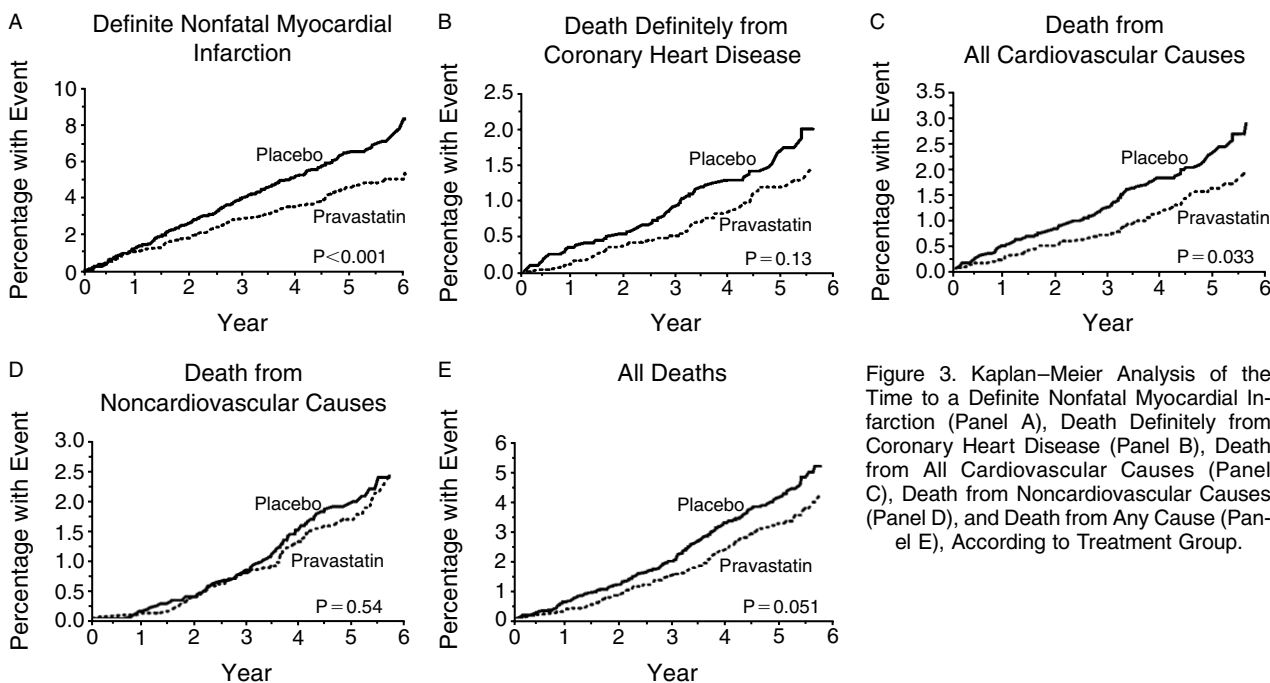 A
Definite Nonfatal Myocardial
Infarction
Percentage with Event
10
8
6
4
2
0
Placebo
Pravastatin
P<0.001
0 1 2 3 4 5 6
Year
B
Death Definitely from
Coronary Heart Disease
Percentage with Event
2.5
2.0
1.5
1.0
0.5
0.0
Placebo
Pravastatin
P=0.13
0 1 2 3 4 5 6
Year
C
Death from
All Cardiovascular Causes
Percentage with Event
3.5
3.0
2.5
2.0
1.5
1.0
0.5
0.0
Placebo
Pravastatin
P=0.033
0 1 2 3 4 5 6
Year
D
Death from
Noncardiovascular Causes
Percentage with Event
3.0
2.5
2.0
1.5
1.0
0.5
0.0
Placebo
Pravastatin
P=0.54
0 1 2 3 4 5 6
Year
E
All Deaths
Percentage with Event
6
5
4
3
2
1
0
Placebo
Pravastatin
P=0.051
0 1 2 3 4 5 6
Year
Figure 3. Kaplan–Meier Analysis of the
Time to a Definite Nonfatal Myocardial In-
farction (Panel A), Death Definitely from
Coronary Heart Disease (Panel B), Death
from All Cardiovascular Causes (Panel
C), Death from Noncardiovascular Causes
(Panel D), and Death from Any Cause (Pan-
el E), According to Treatment Group.